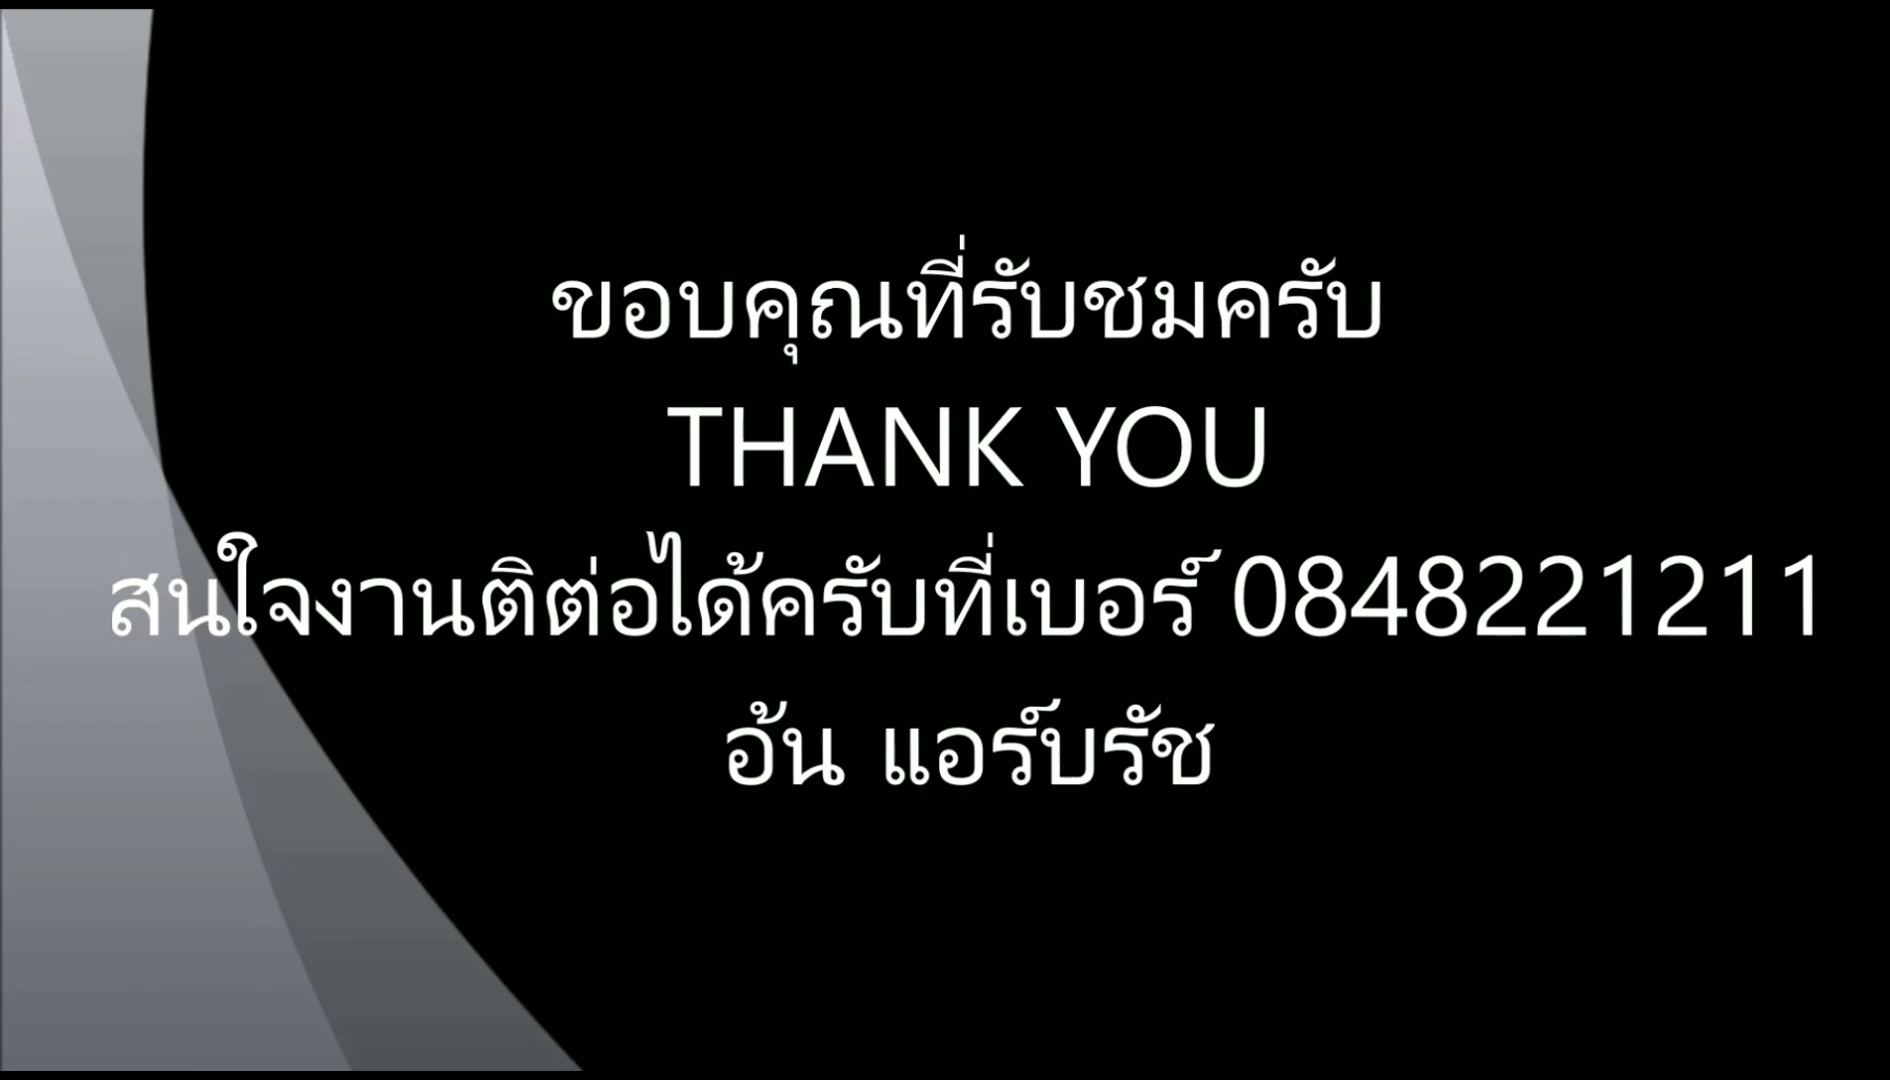 ขอบคุณที่รับชมครับ
THANK YOU
สนใจงานติต่อได้ครับที่เบอร์ 0848221211
อ้น แอร์บรัช